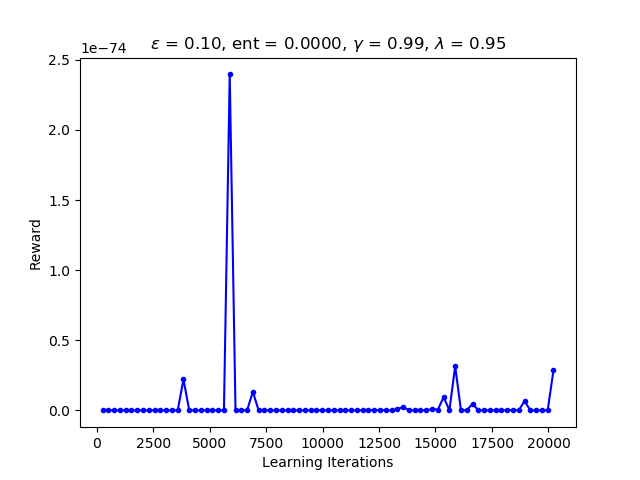 1e−74
ε = 0.10, ent = 0.0000, γ = 0.99, λ = 0.95
2.5
2.0
1.5
1.0
0.5
0.0
Reward
0 2500 5000 7500 10000 12500 15000 17500 20000
Learning Iterations